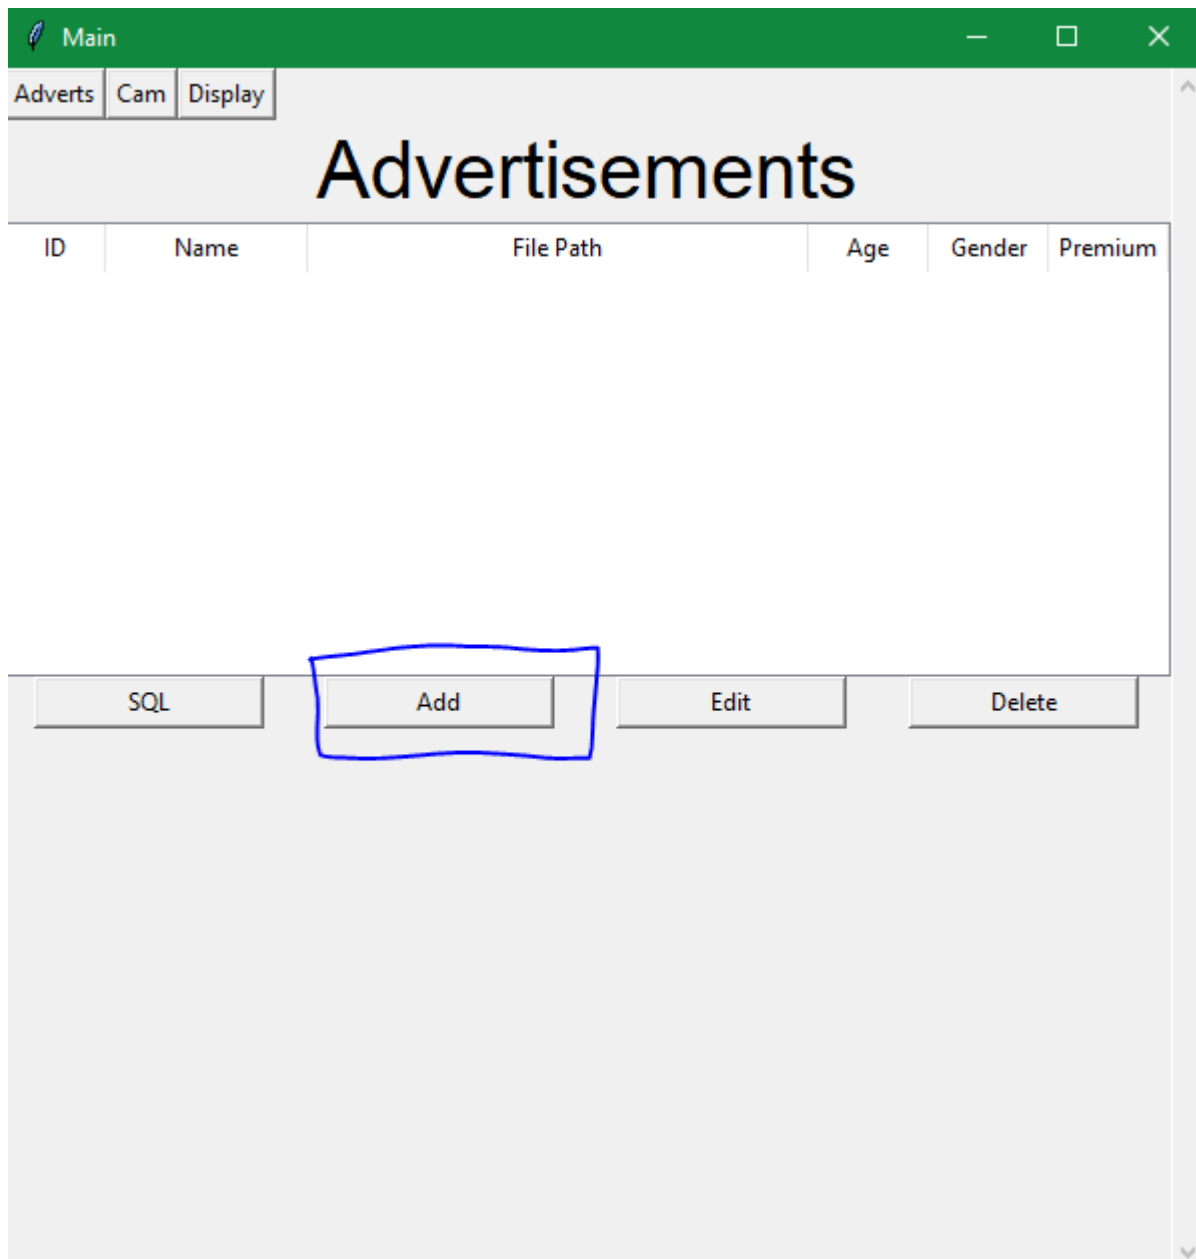 Main
Adverts Cam Display
Advertisements
ID Name File Path Age Gender Premium
SQL Add Edit Delete